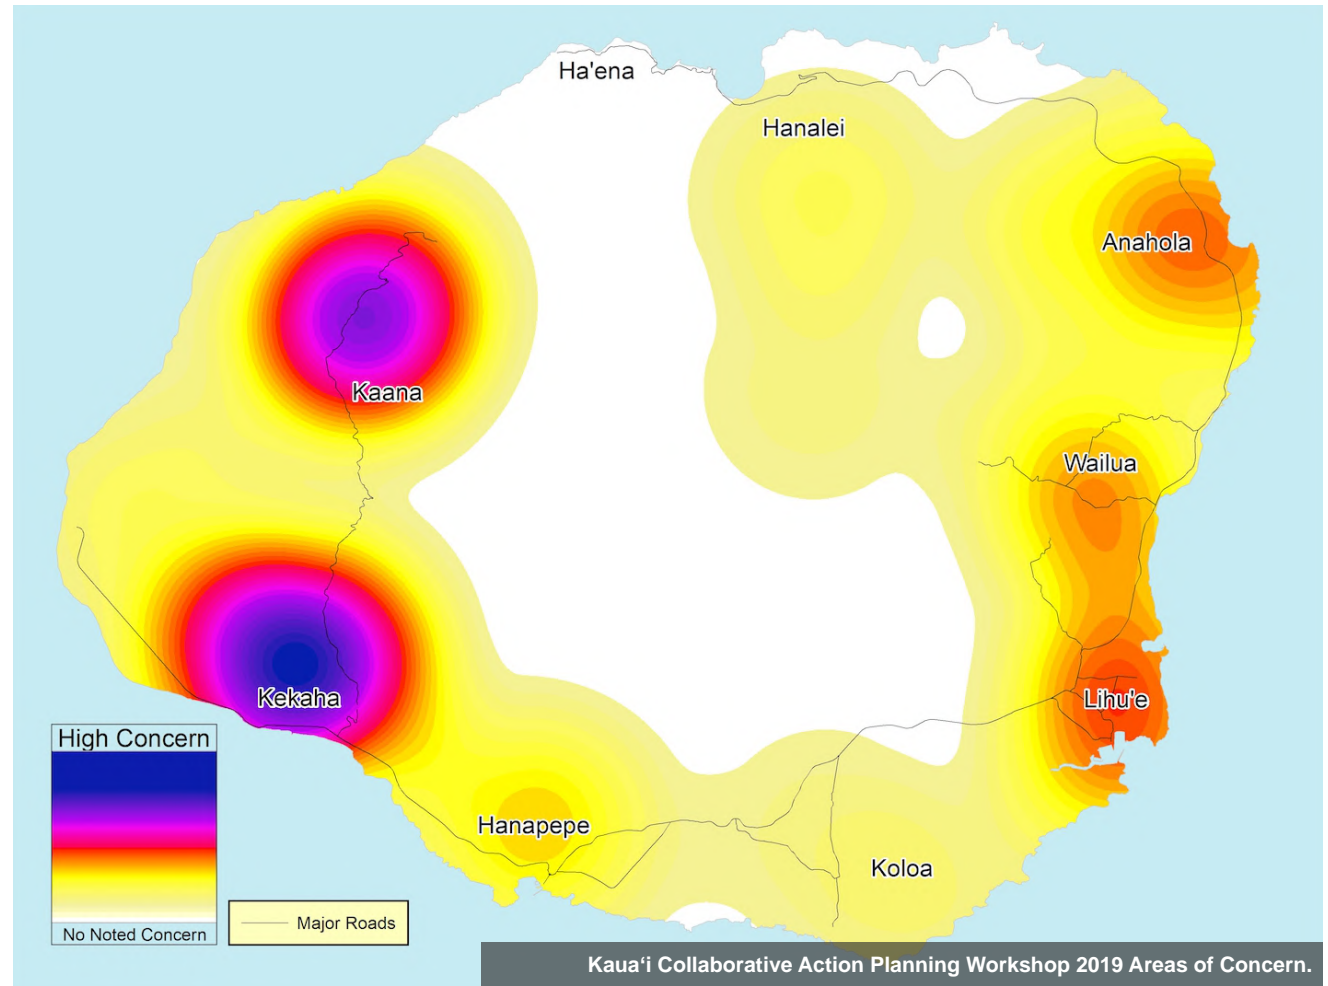 Ha'ena
Hanalei
Anahola
Kaana
Wailua
Kekaha
Lihu'e
Hanapepe
Koloa
High Concern
No Noted Concern
Major Roads
Kauaʻi Collaborative Action Planning Workshop 2019 Areas of Concern.